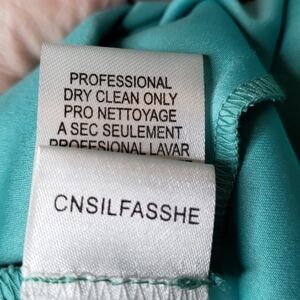 PROFESSIONAL
DRY CLEAN ONLY
PRO NETTOYAGE
A SEC SEULEMENT
PROFESIONAL LAVAR
CNSILFASSHE